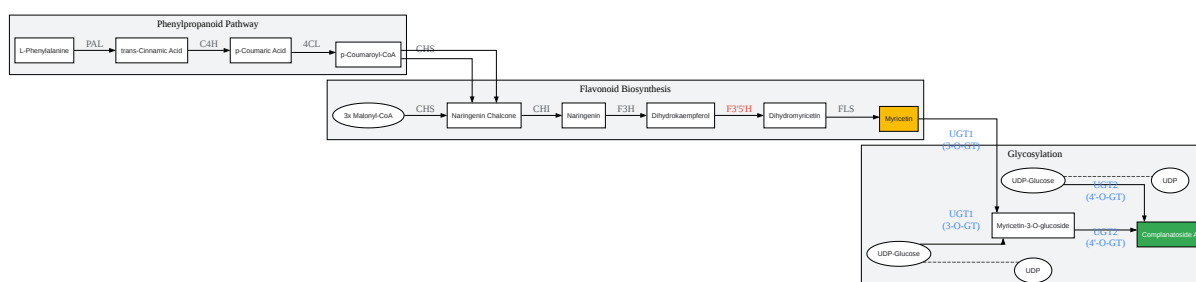 Phenylpropanoid Pathway
L-Phenylalanine
PAL
trans-Cinnamic Acid
C4H
p-Coumaric Acid
4CL
p-Coumaroyl-CoA
CHS
Flavonoid Biosynthesis
3x Malonyl-CoA
CHS
Naringenin Chalcone
CHI
Naringenin
F3H
Dihydrokaempferol
F3'5'H
Dihydromyricetin
FLS
Myricetin
UGT1
(3-O-GT)
Glycosylation
UDP-Glucose
UDP
UGT2
(4'-O-GT)
UGT1
(3-O-GT)
Myricetin-3-O-glucoside
UGT2
(4'-O-GT)
Complanatoside A
UDP-Glucose
UDP